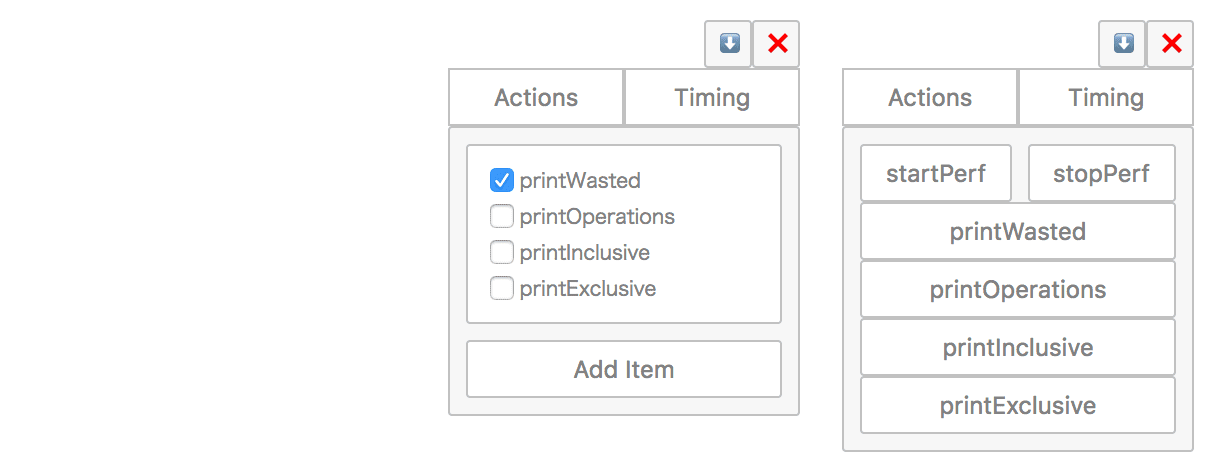 Actions Timing
printWasted
printOperations
printInclusive
printExclusive
Add Item
Actions Timing
startPerf stopPerf
printWasted
printOperations
printInclusive
printExclusive